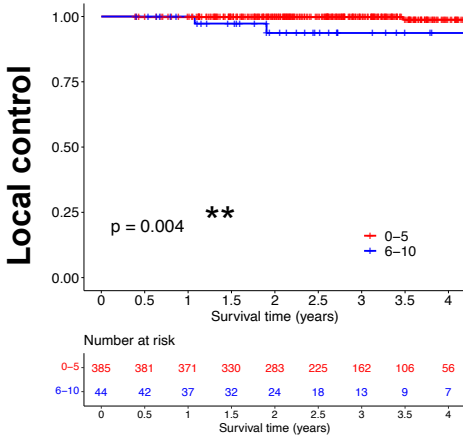 Local control
1.00
0.75
0.50
0.25
0.00
p = 0.004
**
0–5
6–10
0 0.5 1 1.5 2 2.5 3 3.5 4
Survival time (years)
Number at risk
0–5 385 381 371 330 283 225 162 106 56
6–10 44 42 37 32 24 18 13 9 7
0 0.5 1 1.5 2 2.5 3 3.5 4
Survival time (years)